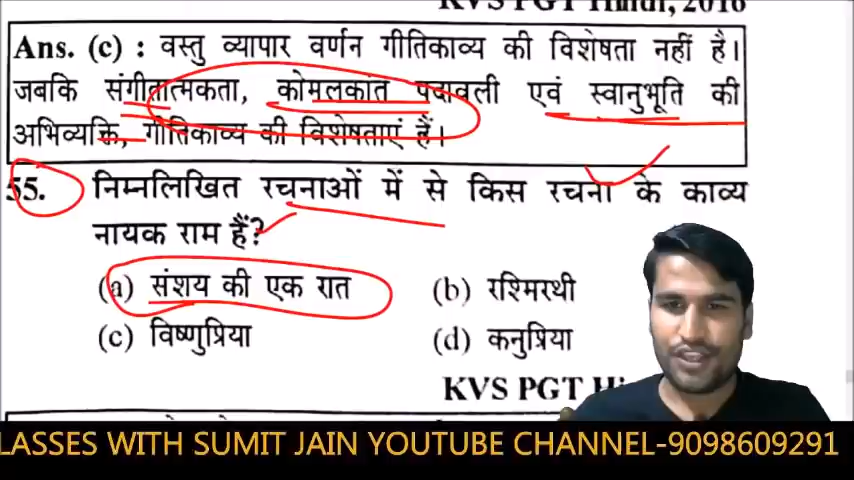 KVS PGT Hindi, 2016
Ans. (c) : वस्तु व्यापार वर्णन गीतिकाव्य की विशेषता नहीं है।
जबकि संगीतात्मकता, कोमलकांत पदावली एवं स्वानुभूति की
अभिव्यक्ति, गीतिकाव्य की विशेषताएं हैं।
55. निम्नलिखित रचनाओं में से किस रचना के काव्य
नायक राम हैं?
(a) संशय की एक रात (b) रश्मिरथी
(c) विष्णुप्रिया (d) कनुप्रिया
KVS PGT
LASSES WITH SUMIT JAIN YOUTUBE CHANNEL-9098609291